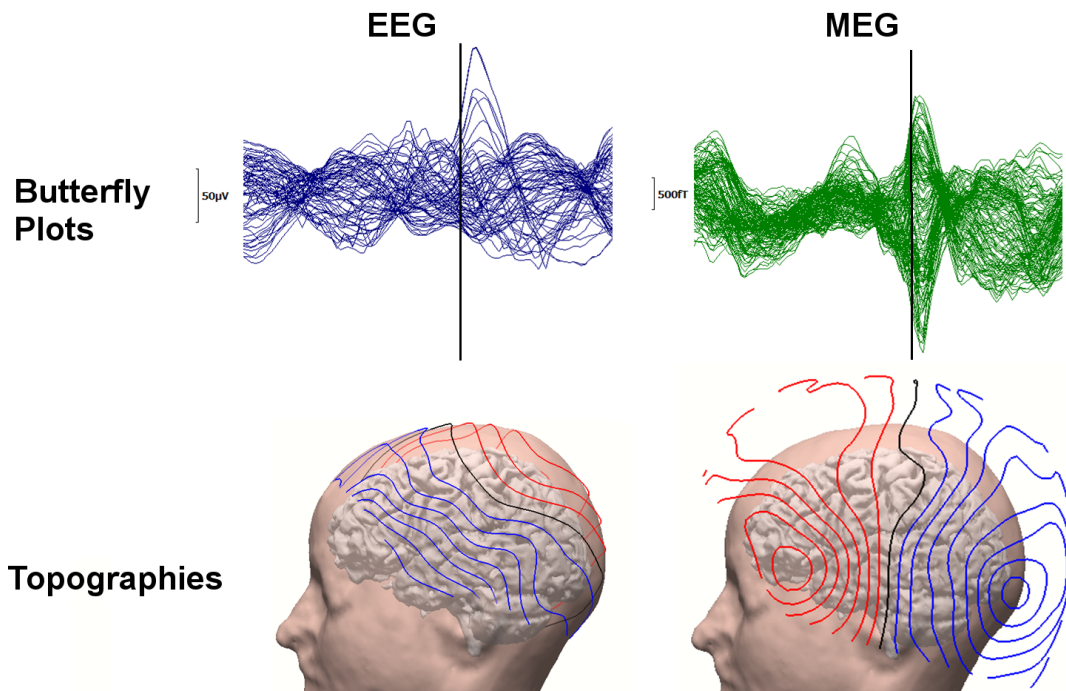 EEG
MEG
Butterfly
Plots
50µV
500fT
Topographies